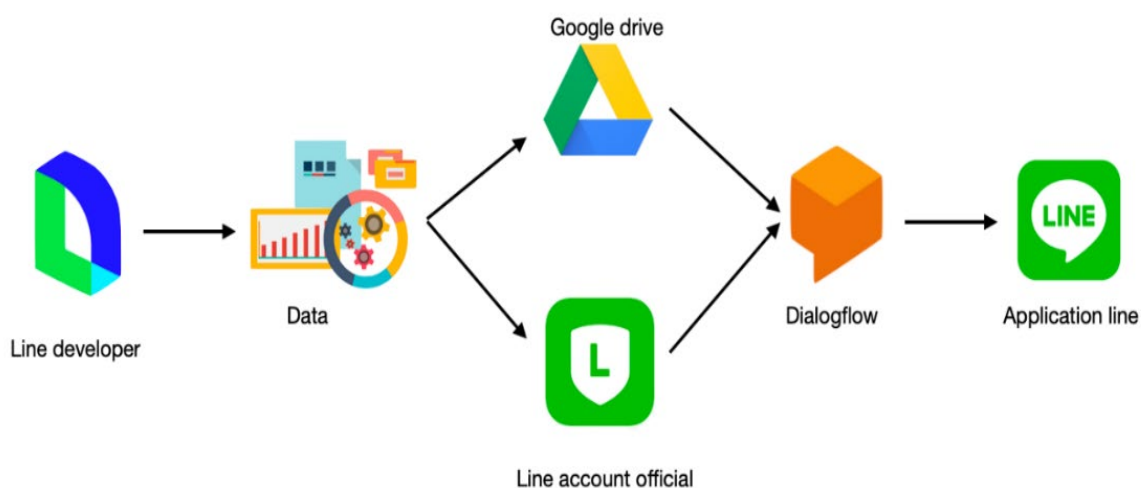 Google drive
Line developer
Data
L
Line account official
Dialogflow
LINE
Application line